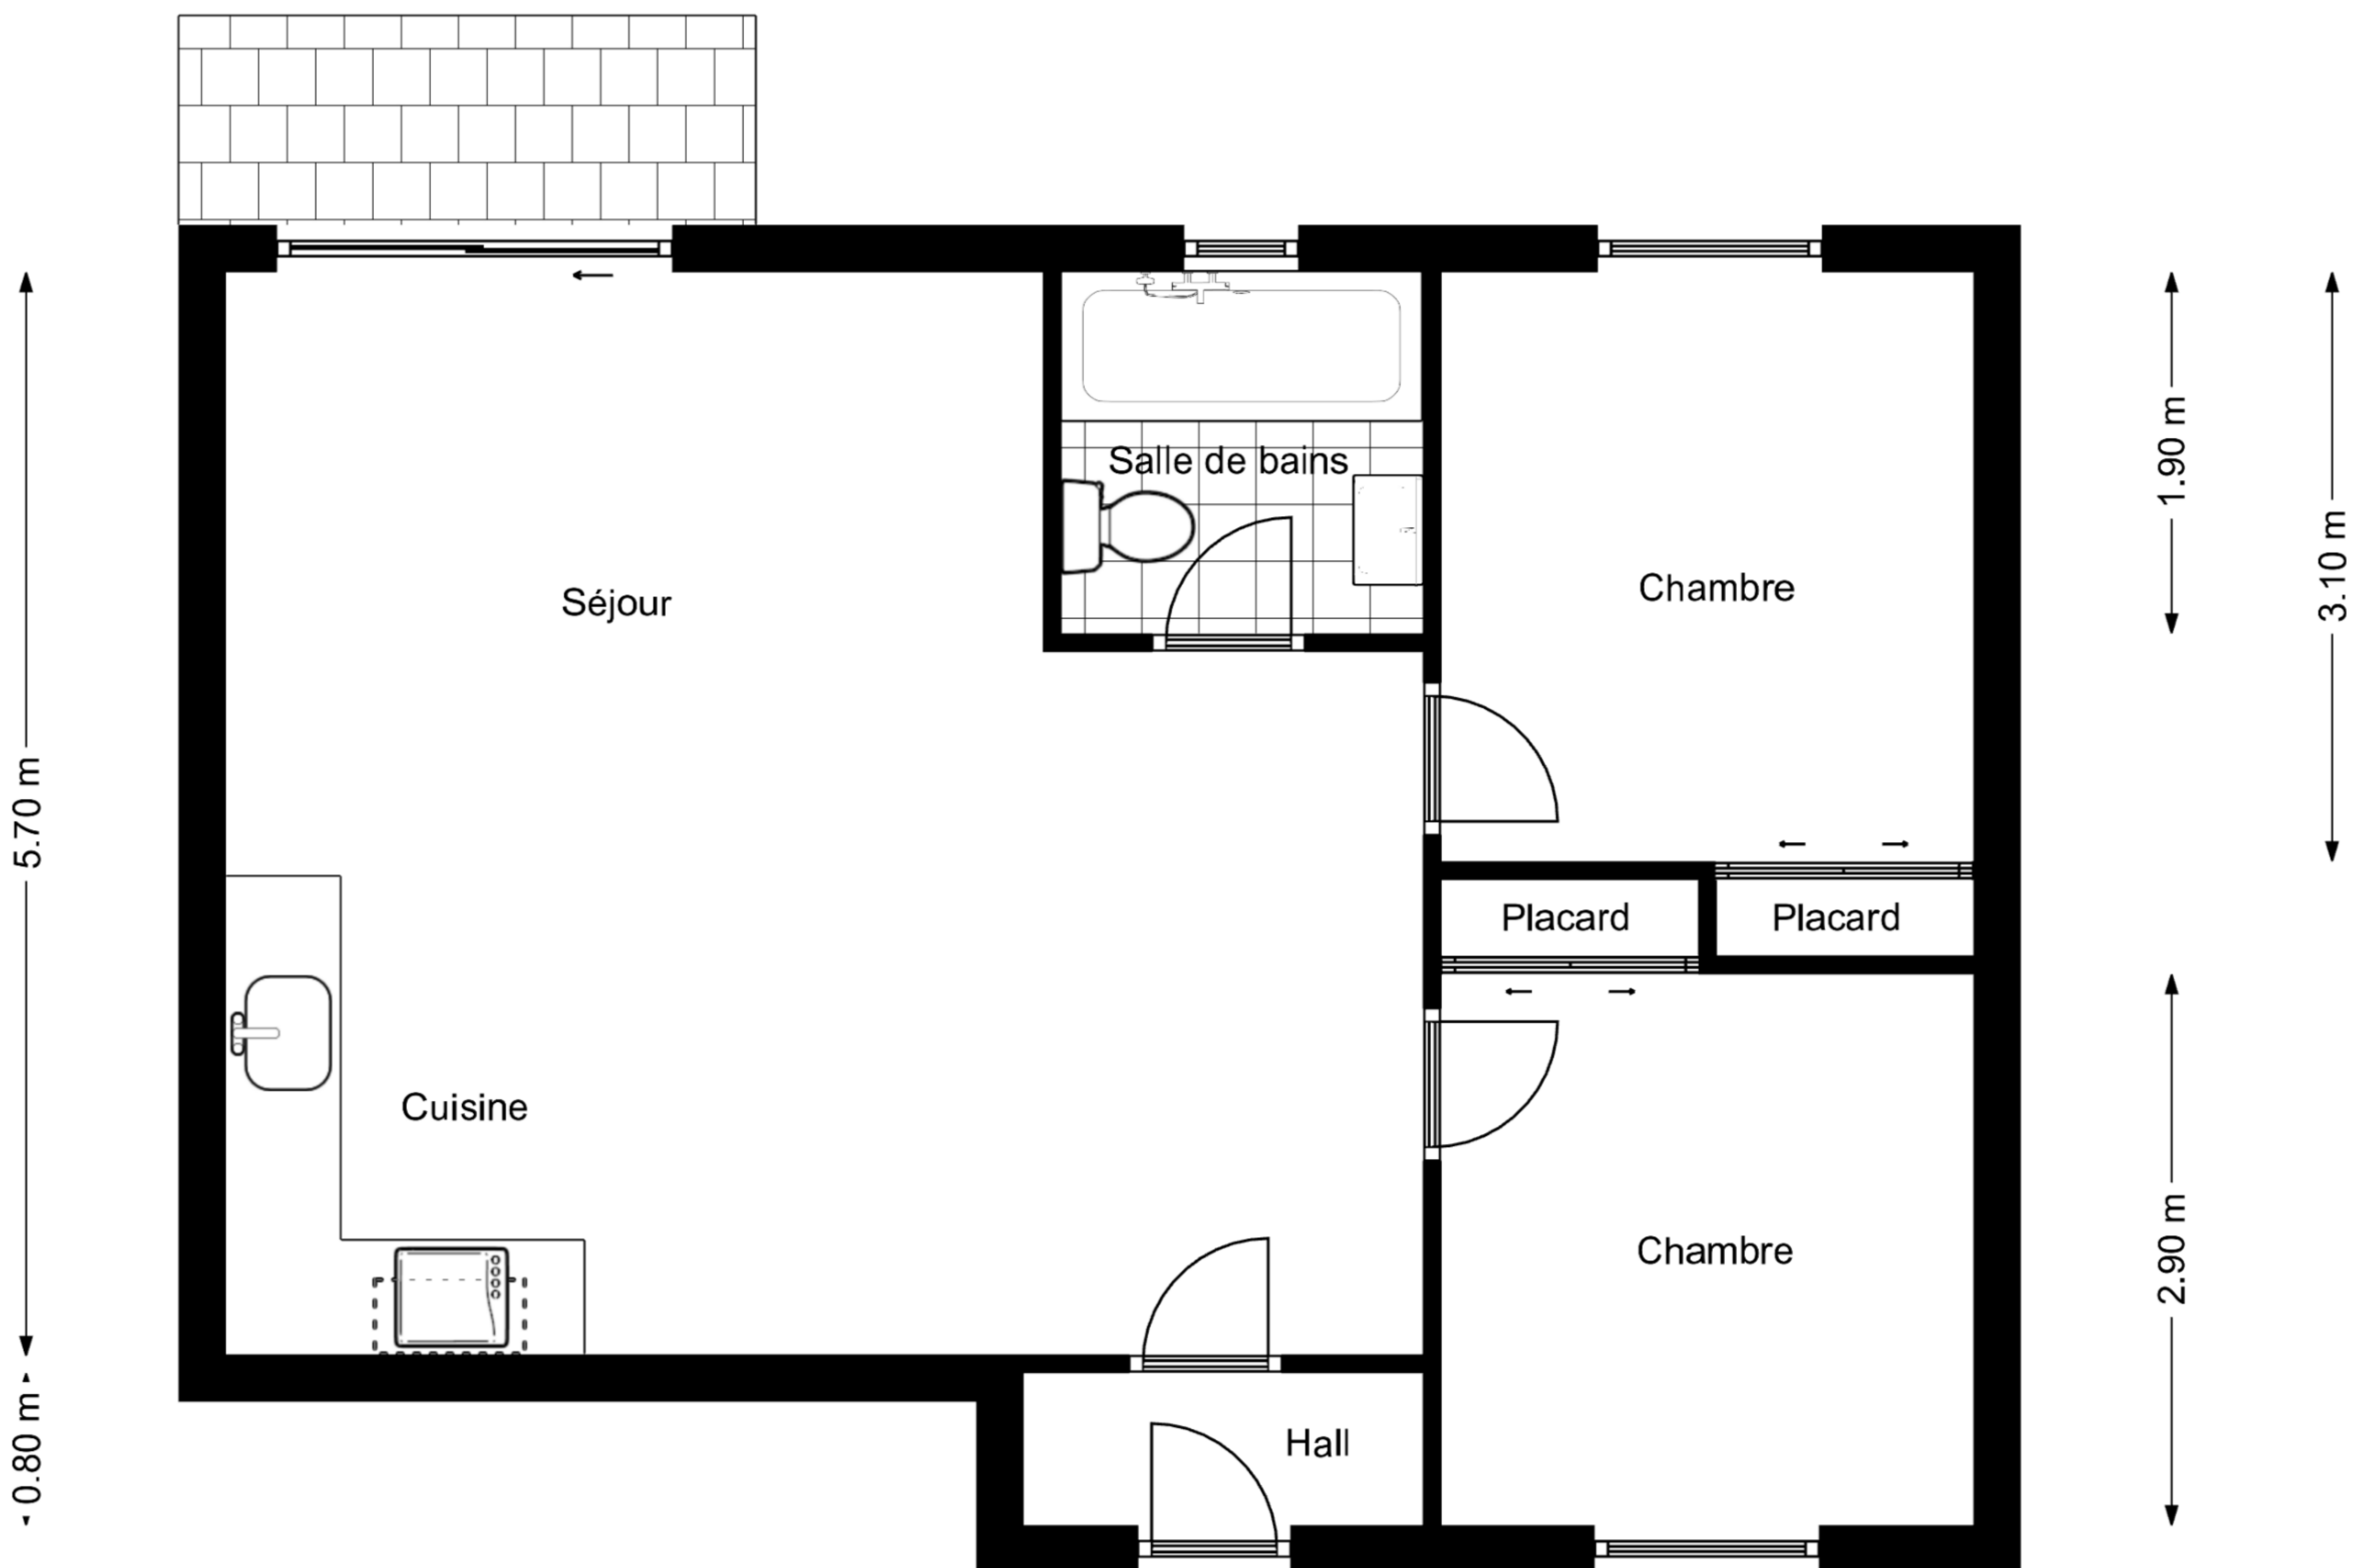 Salle de bains
1.90 m
3.10 m
Séjour
Chambre
5.70 m
Placard
Placard
Cuisine
Chambre
2.90 m
Hall
0.80 m